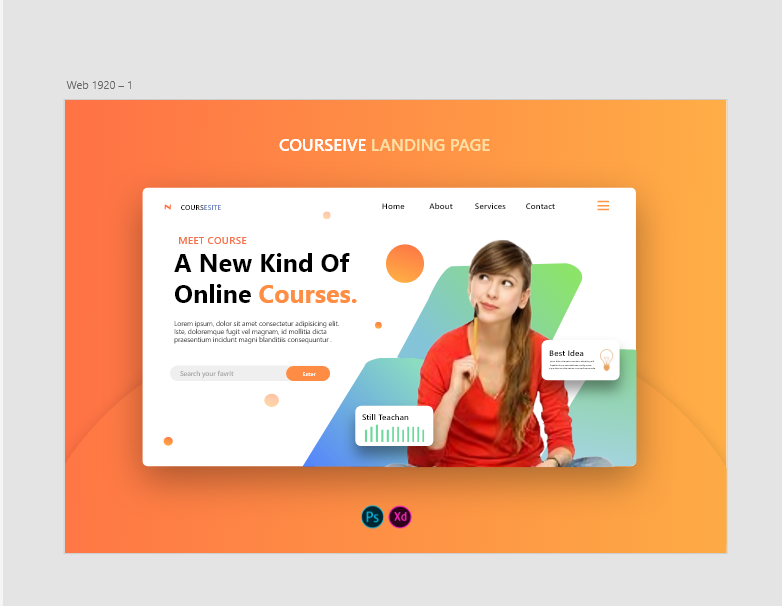 Web 1920 – 1
COURSEIVE LANDING PAGE
COURSESITE
Home About Services Contact
MEET COURSE
A New Kind Of
Online Courses.
Lorem ipsum, dolor sit amet consectetur adipisicing elit.
Iste, doloremque fugit vel magnam, id mollitia dicta
praesentium incidunt magni blanditiis consequuntur .
Search your favrit
Enter
Best Idea
Still Teachan
Ps Xd